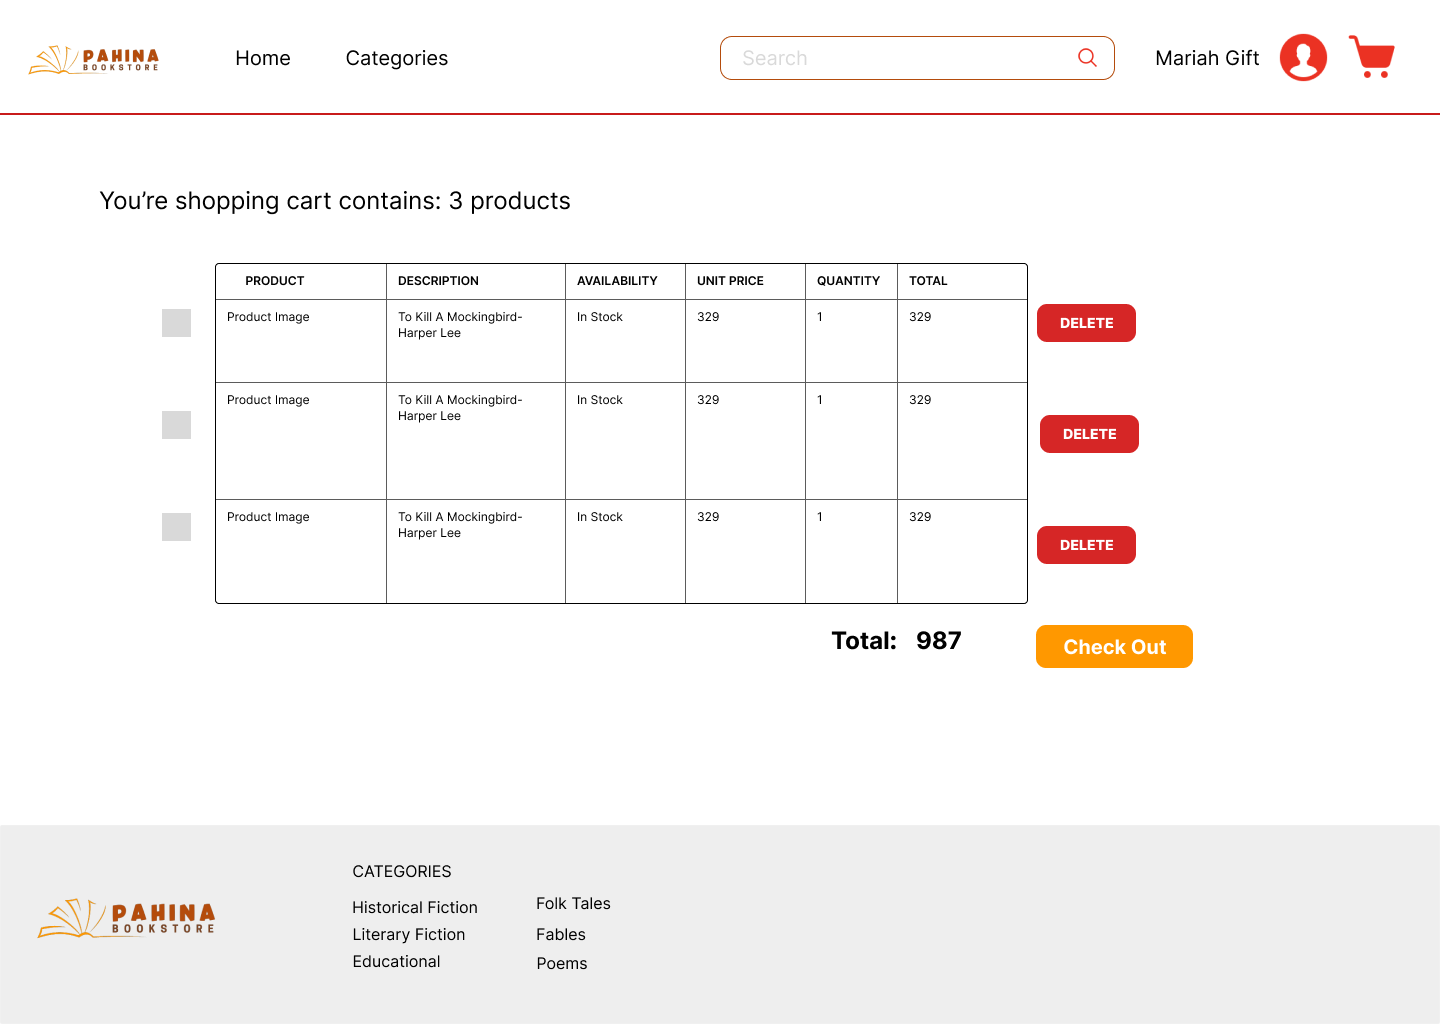 PAHINA
BOOKSTORE
Home
Categories
Search
Mariah Gift
You’re shopping cart contains: 3 products
PRODUCT DESCRIPTION AVAILABILITY UNIT PRICE QUANTITY TOTAL
Product Image To Kill A Mockingbird- In Stock 329 1 329
Harper Lee
DELETE
Product Image To Kill A Mockingbird- In Stock 329 1 329
Harper Lee
DELETE
Product Image To Kill A Mockingbird- In Stock 329 1 329
Harper Lee
DELETE
Total: 987
Check Out
PAHINA
BOOKSTORE
CATEGORIES
Historical Fiction
Literary Fiction
Educational
Folk Tales
Fables
Poems